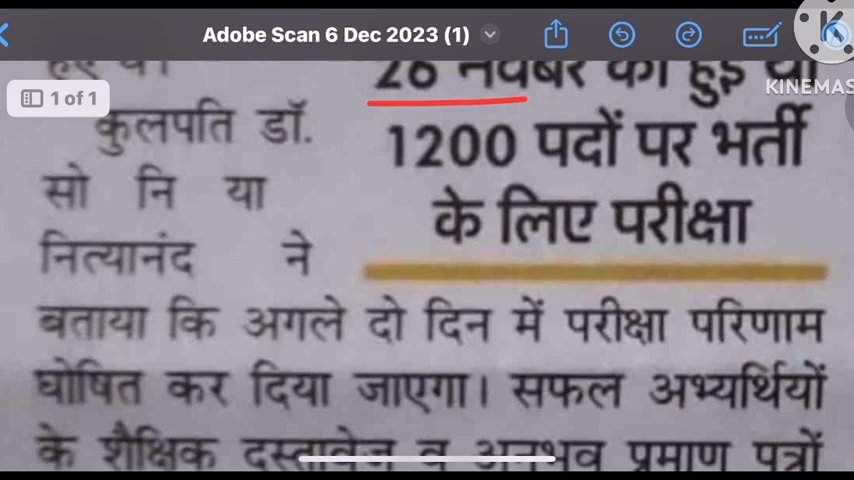 Adobe Scan 6 Dec 2023 (1)
1 of 1
KINEMAS
26 नवंबर को हुई थी
1200 पदों पर भर्ती
के लिए परीक्षा
कुलपति डॉ.
सो नि या
नित्यानंद ने
बताया कि अगले दो दिन में परीक्षा परिणाम
घोषित कर दिया जाएगा। सफल अभ्यर्थियों
के शैक्षिक दस्तावेज व अनुभव प्रमाण पत्रों